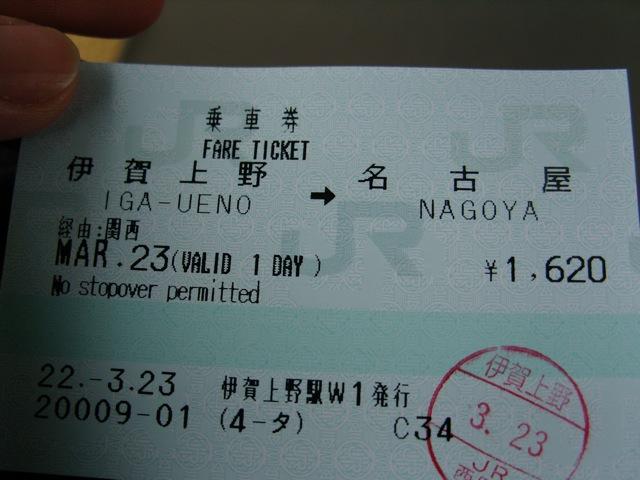 乗車券
FARE TICKET
伊賀上野 → 名古屋
IGA-UENO NAGOYA
経由:関西
MAR.23(VALID 1 DAY) ¥1,620
No stopover permitted
22.-3.23 伊賀上野駅W1発行
20009-01 (4-タ) C34
伊賀上野
3.23
JR